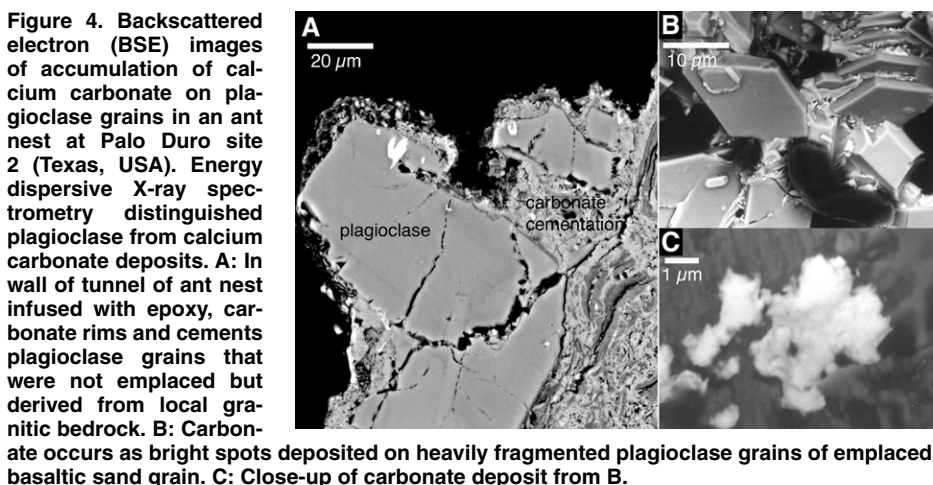 Figure 4. Backscattered
electron (BSE) images
of accumulation of cal-
cium carbonate on pla-
gioclase grains in an ant
nest at Palo Duro site
2 (Texas, USA). Energy
dispersive X-ray spec-
trometry distinguished
plagioclase from calcium
carbonate deposits. A: In
wall of tunnel of ant nest
infused with epoxy, car-
bonate rims and cements
plagioclase grains that
were not emplaced but
derived from local gra-
nitic bedrock. B: Carbon-
ate occurs as bright spots deposited on heavily fragmented plagioclase grains of emplaced
basaltic sand grain. C: Close-up of carbonate deposit from B.
A
20 µm
plagioclase
carbonate
cementation
B
10 µm
C
1 µm